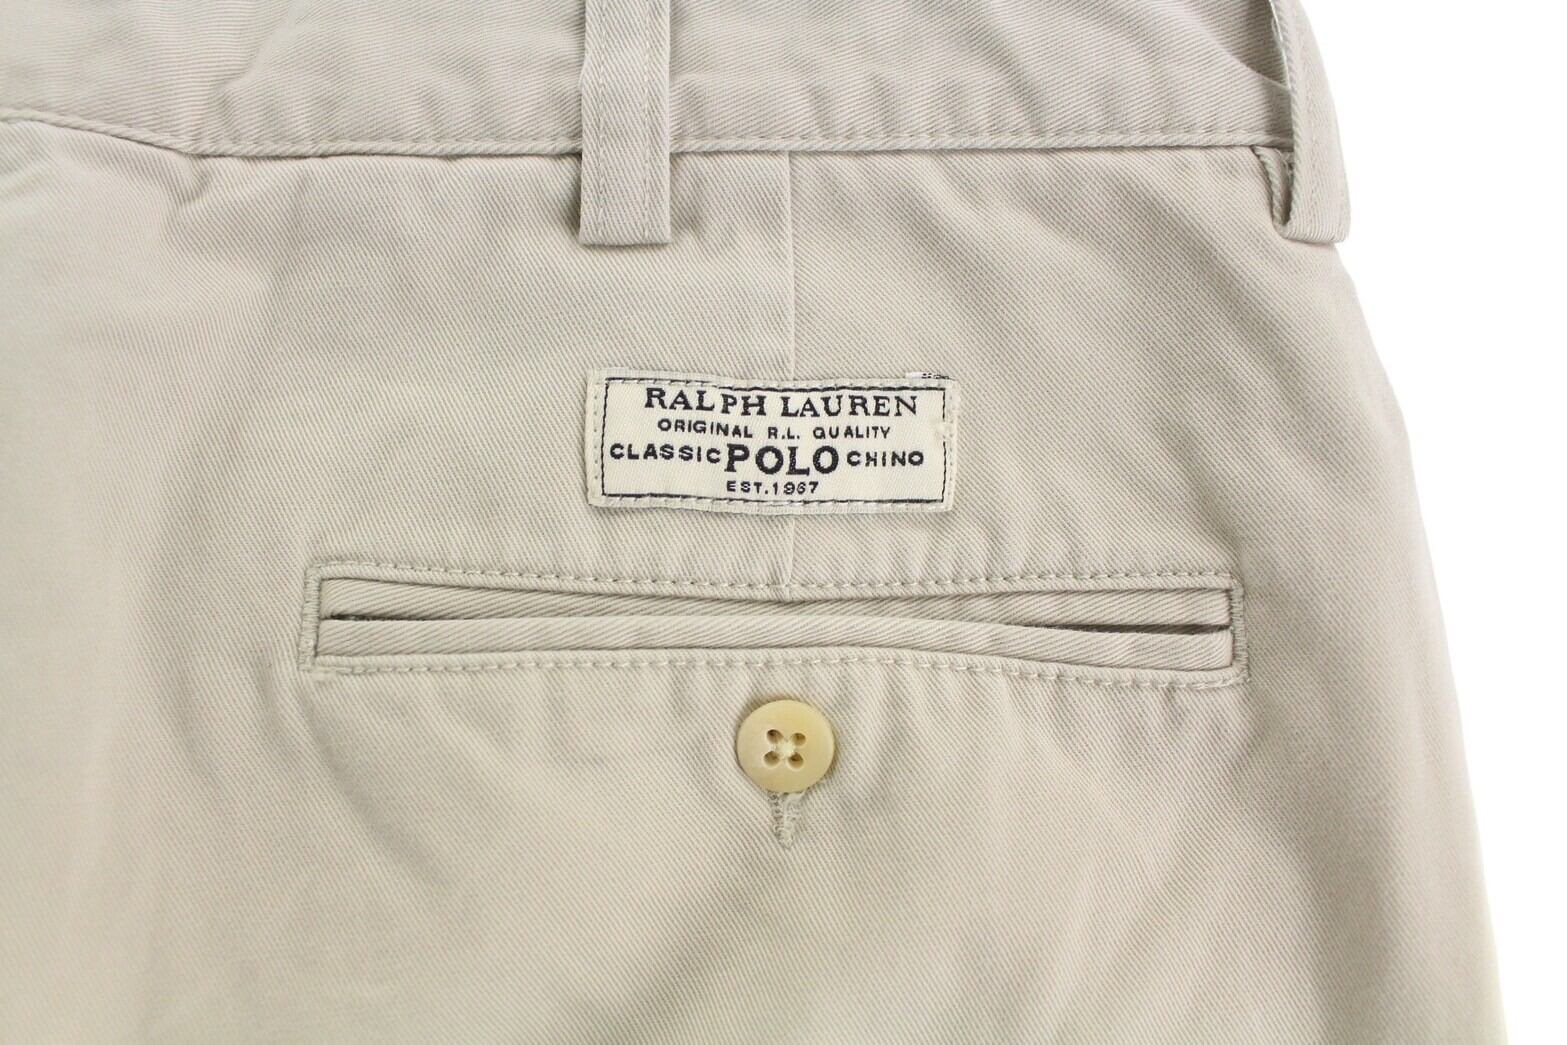 RALPH LAUREN
ORIGINAL R.L. QUALITY
CLASSIC POLO CHINO
EST. 1967